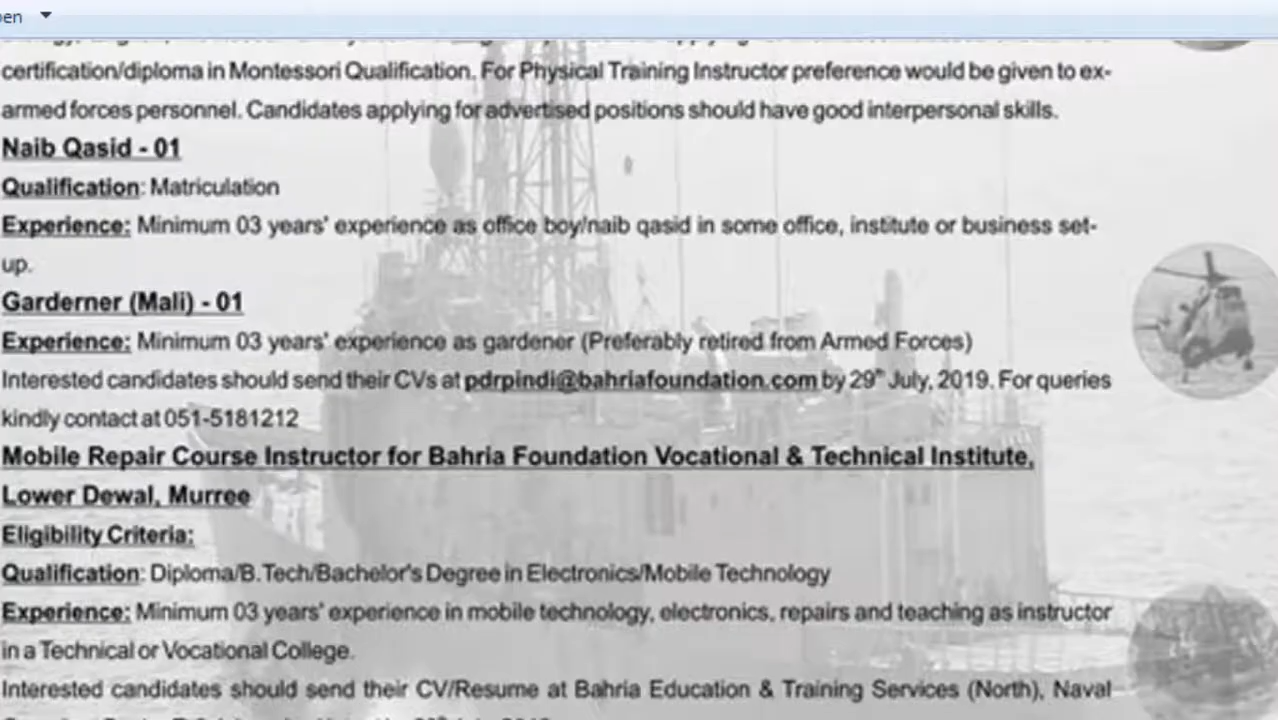 en
certification/diploma in Montessori Qualification. For Physical Training Instructor preference would be given to ex-
armed forces personnel. Candidates applying for advertised positions should have good interpersonal skills.
Naib Qasid - 01
Qualification: Matriculation
Experience: Minimum 03 years' experience as office boy/naib qasid in some office, institute or business set-
up.
Garderner (Mali) - 01
Experience: Minimum 03 years' experience as gardener (Preferably retired from Armed Forces)
Interested candidates should send their CVs at pdrpindi@bahriafoundation.com by 29th July, 2019. For queries
kindly contact at 051-5181212
Mobile Repair Course Instructor for Bahria Foundation Vocational & Technical Institute,
Lower Dewal, Murree
Eligibility Criteria:
Qualification: Diploma/B.Tech/Bachelor's Degree in Electronics/Mobile Technology
Experience: Minimum 03 years' experience in mobile technology, electronics, repairs and teaching as instructor
in a Technical or Vocational College.
Interested candidates should send their CV/Resume at Bahria Education & Training Services (North), Naval